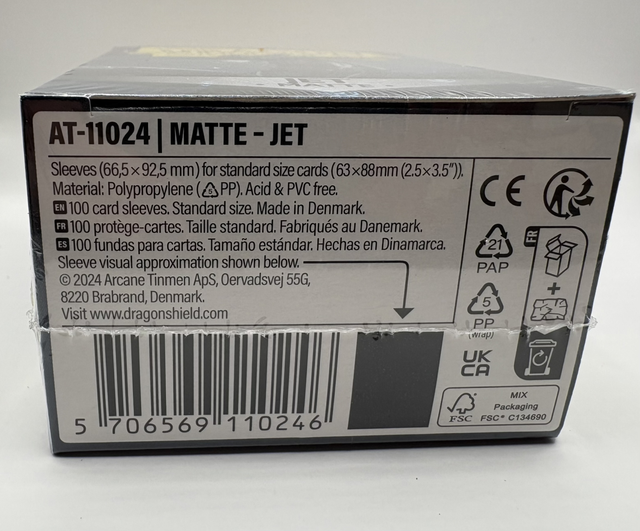 AT-11024 | MATTE - JET
Sleeves (66,5 × 92,5 mm) for standard size cards (63×88mm (2.5×3.5")).
Material: Polypropylene (5 PP). Acid & PVC free.
EN 100 card sleeves. Standard size. Made in Denmark.
FR 100 protège-cartes. Taille standard. Fabriqués au Danemark.
ES 100 fundas para cartas. Tamaño estándar. Hechas en Dinamarca.
Sleeve visual approximation shown below.
© 2024 Arcane Tinmen ApS, Oervadsvej 55G,
8220 Brabrand, Denmark.
Visit www.dragonshield.com
5 706569 110246
CE
21
PAP
5
PP
(wrap)
UK
CA
FR
+
FSC
MIX
Packaging
FSC® C134690